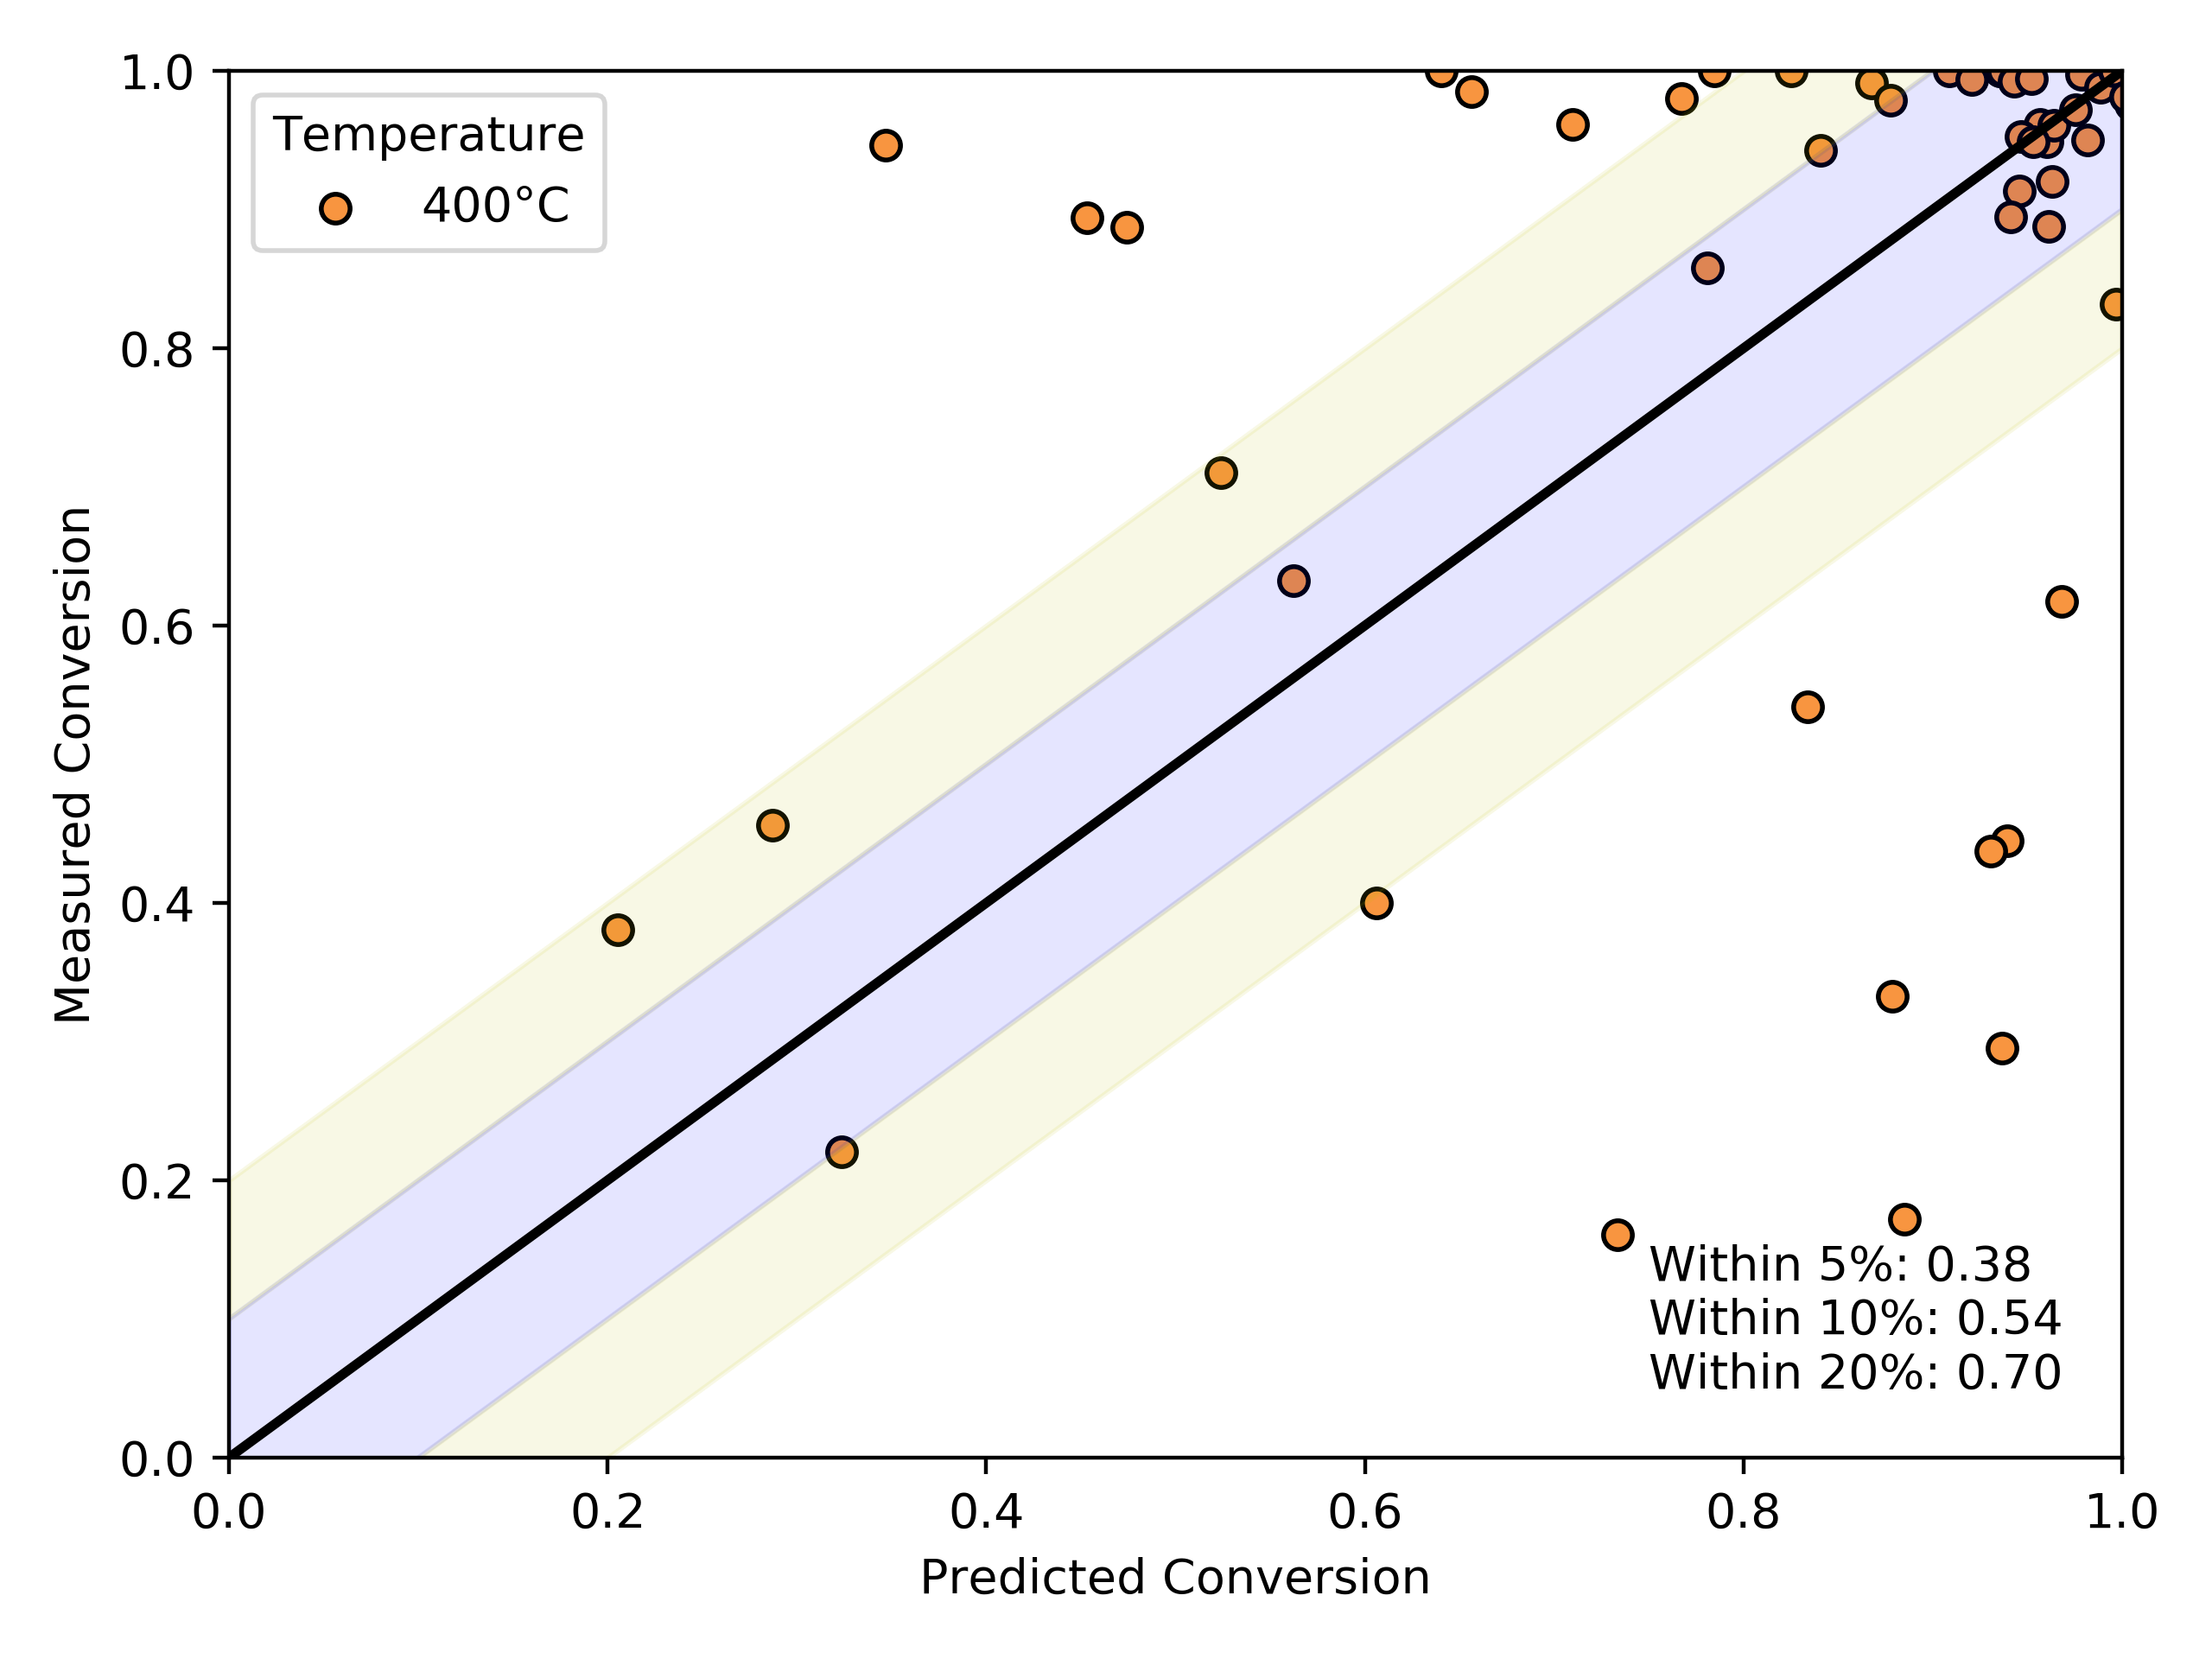 1.0
0.8
0.6
0.4
0.2
0.0
Measured Conversion
Temperature
400°C
Within 5%: 0.38
Within 10%: 0.54
Within 20%: 0.70
0.0 0.2 0.4 0.6 0.8 1.0
Predicted Conversion